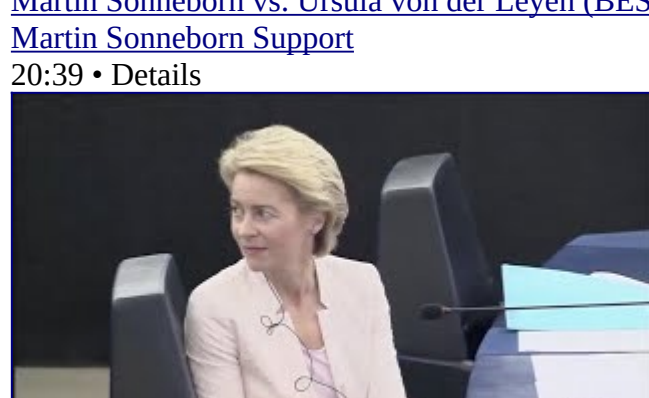 Martin Sonneborn vs. Ursula von der Leyen (BES
Martin Sonneborn Support
20:39 • Details